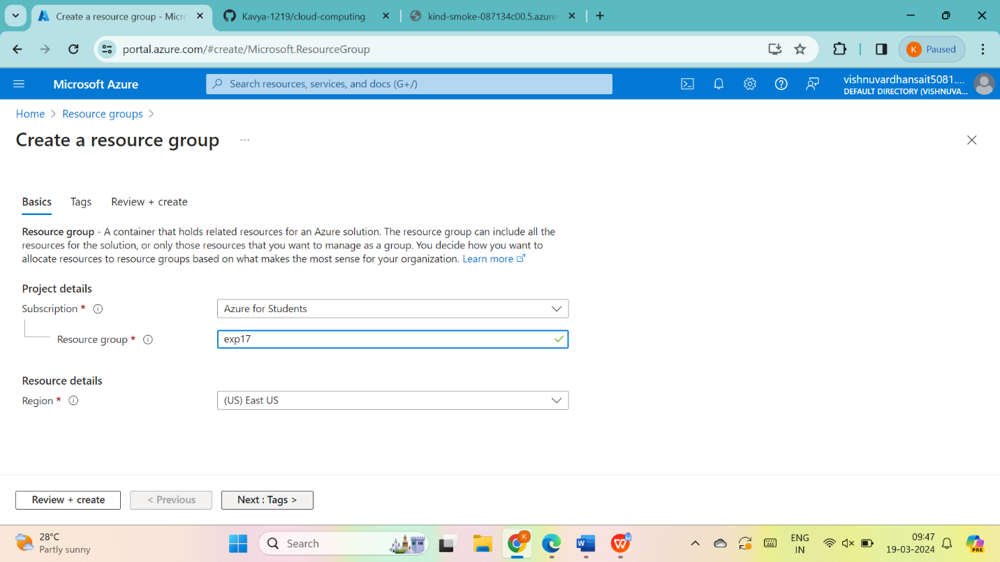 Create a resource group - Micro
Kavya-1219/cloud-computing
kind-smoke-087134c00.5.azures
portal.azure.com/#create/Microsoft.ResourceGroup
K
Paused
Microsoft Azure
Search resources, services, and docs (G+/)
vishnuvardhansait5081....
DEFAULT DIRECTORY (VISHNUVA...
Home > Resource groups >
Create a resource group ...
Basics Tags Review + create
Resource group - A container that holds related resources for an Azure solution. The resource group can include all the
resources for the solution, or only those resources that you want to manage as a group. You decide how you want to
allocate resources to resource groups based on what makes the most sense for your organization. Learn more
Project details
Subscription * Azure for Students
Resource group * exp17
Resource details
Region * (US) East US
Review + create < Previous Next : Tags >
28°C
Partly sunny
Search
K
W
W
ENG
IN
09:47
19-03-2024
PRE